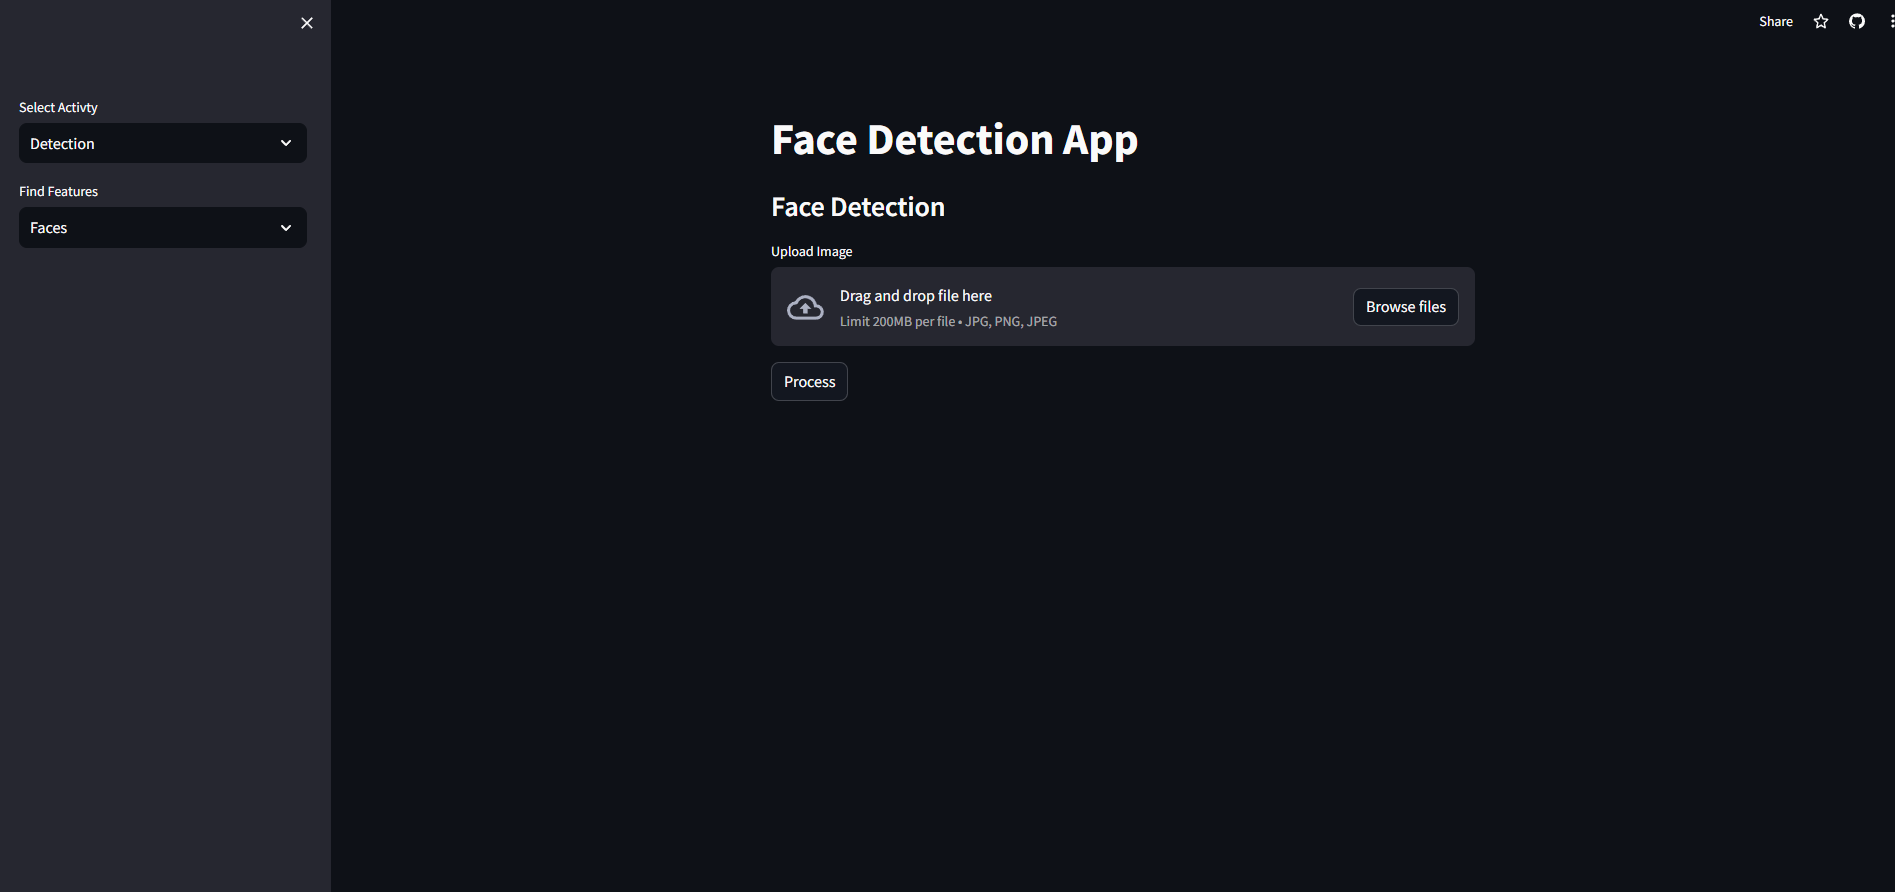 Share
Select Activty
Detection
Find Features
Faces
Face Detection App
Face Detection
Upload Image
Drag and drop file here
Limit 200MB per file • JPG, PNG, JPEG
Browse files
Process